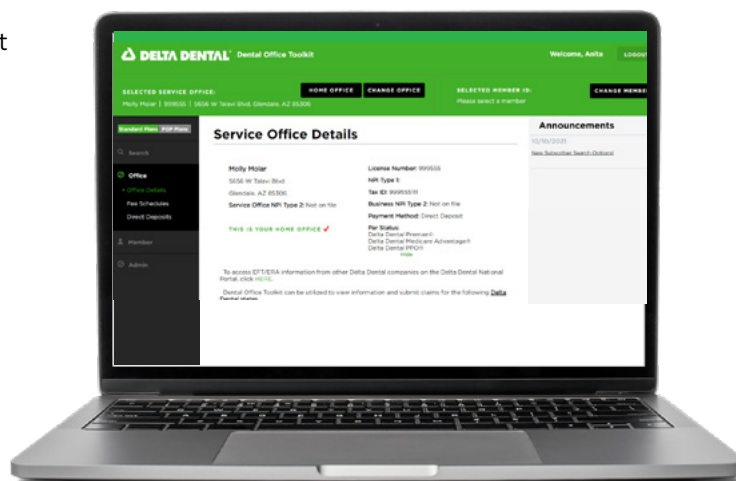 t
DELTA DENTAL® Dental Office Toolkit
Welcome, Anita LOGOUT
SELECTED SERVICE OFFICE:
Molly Molar | 999555 | 5656 W Talavi Blvd, Glendale, AZ 85306
HOME OFFICE CHANGE OFFICE
SELECTED MEMBER ID:
Please select a member
CHANGE MEMBER
Standard Plans PSP Plans
Search
Office
Office Details
Fee Schedules
Direct Deposits
Member
Admin
Service Office Details
Molly Molar
5656 W Talavi Blvd
Glendale, AZ 85306
Service Office NPI Type 2: Not on file
THIS IS YOUR HOME OFFICE
License Number: 999555
NPI Type 1:
Tax ID:
Business NPI Type 2: Not on file
Payment Method: Direct Deposit
Par Status:
Delta Dental Premier®
Delta Dental Medicare Advantage®
Delta Dental PPO®
Hide
To access EFT/ERA information from other Delta Dental companies on the Delta Dental National
Portal, click HERE.
Dental Office Toolkit can be utilized to view information and submit claims for the following Delta
Dental states
Announcements
10/18/2021
New Subscriber Search Options!